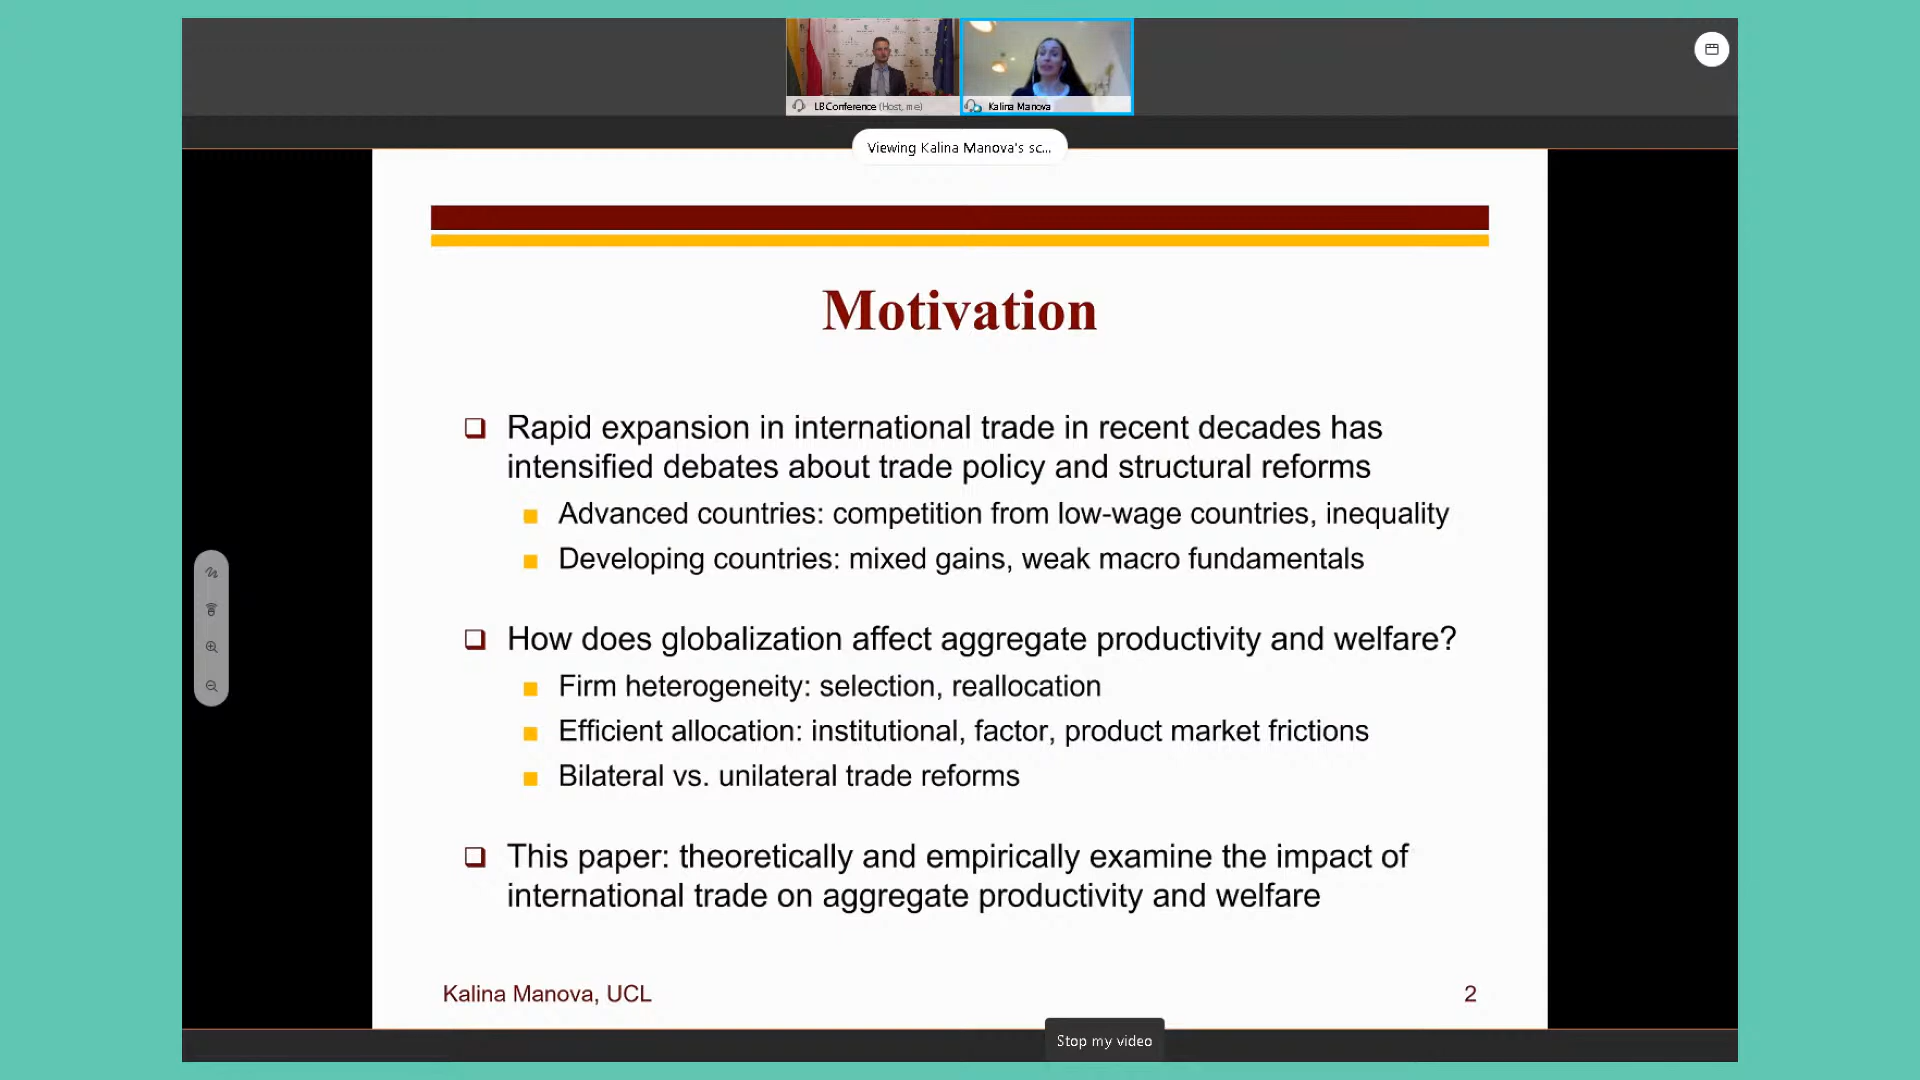 LB Conference (Host, me)
Kalina Manova
Viewing Kalina Manova's sc...
Motivation
Rapid expansion in international trade in recent decades has
intensified debates about trade policy and structural reforms
Advanced countries: competition from low-wage countries, inequality
Developing countries: mixed gains, weak macro fundamentals
How does globalization affect aggregate productivity and welfare?
Firm heterogeneity: selection, reallocation
Efficient allocation: institutional, factor, product market frictions
Bilateral vs. unilateral trade reforms
This paper: theoretically and empirically examine the impact of
international trade on aggregate productivity and welfare
Kalina Manova, UCL
2
Stop my video